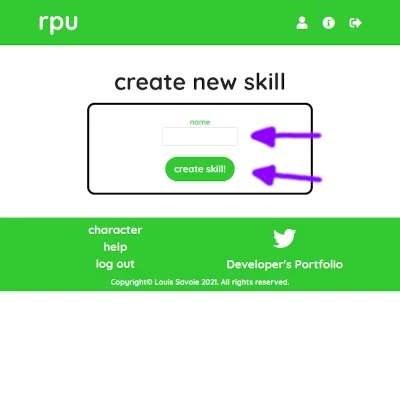 rpu
create new skill
name
create skill!
character
help
log out
Developer's Portfolio
Copyright© Louis Savoie 2021. All rights reserved.